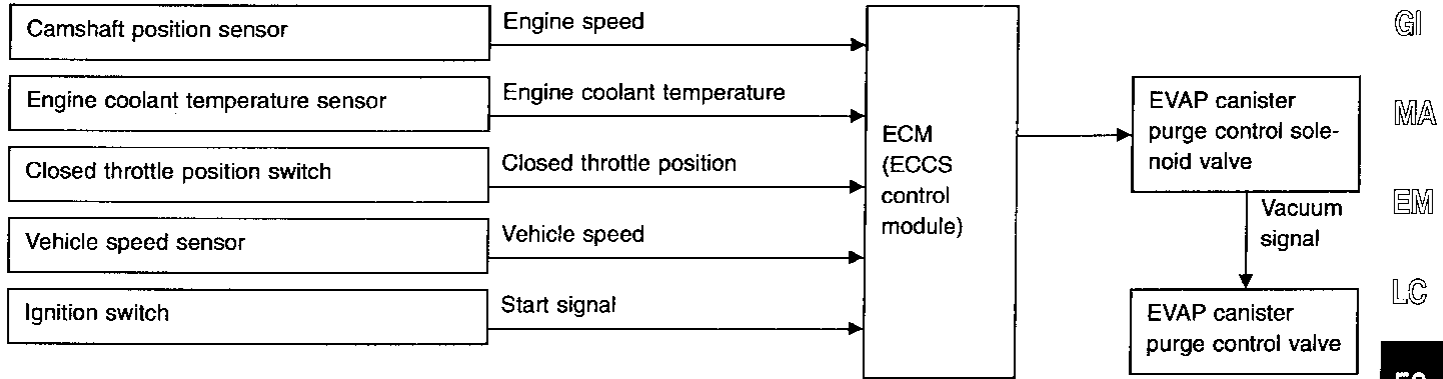 Camshaft position sensor
Engine speed
Engine coolant temperature sensor
Engine coolant temperature
Closed throttle position switch
Closed throttle position
Vehicle speed sensor
Vehicle speed
Ignition switch
Start signal
ECM
(ECCS
control
module)
EVAP canister
purge control sole-
noid valve
Vacuum
signal
EVAP canister
purge control valve
GI
MA
EM
LC